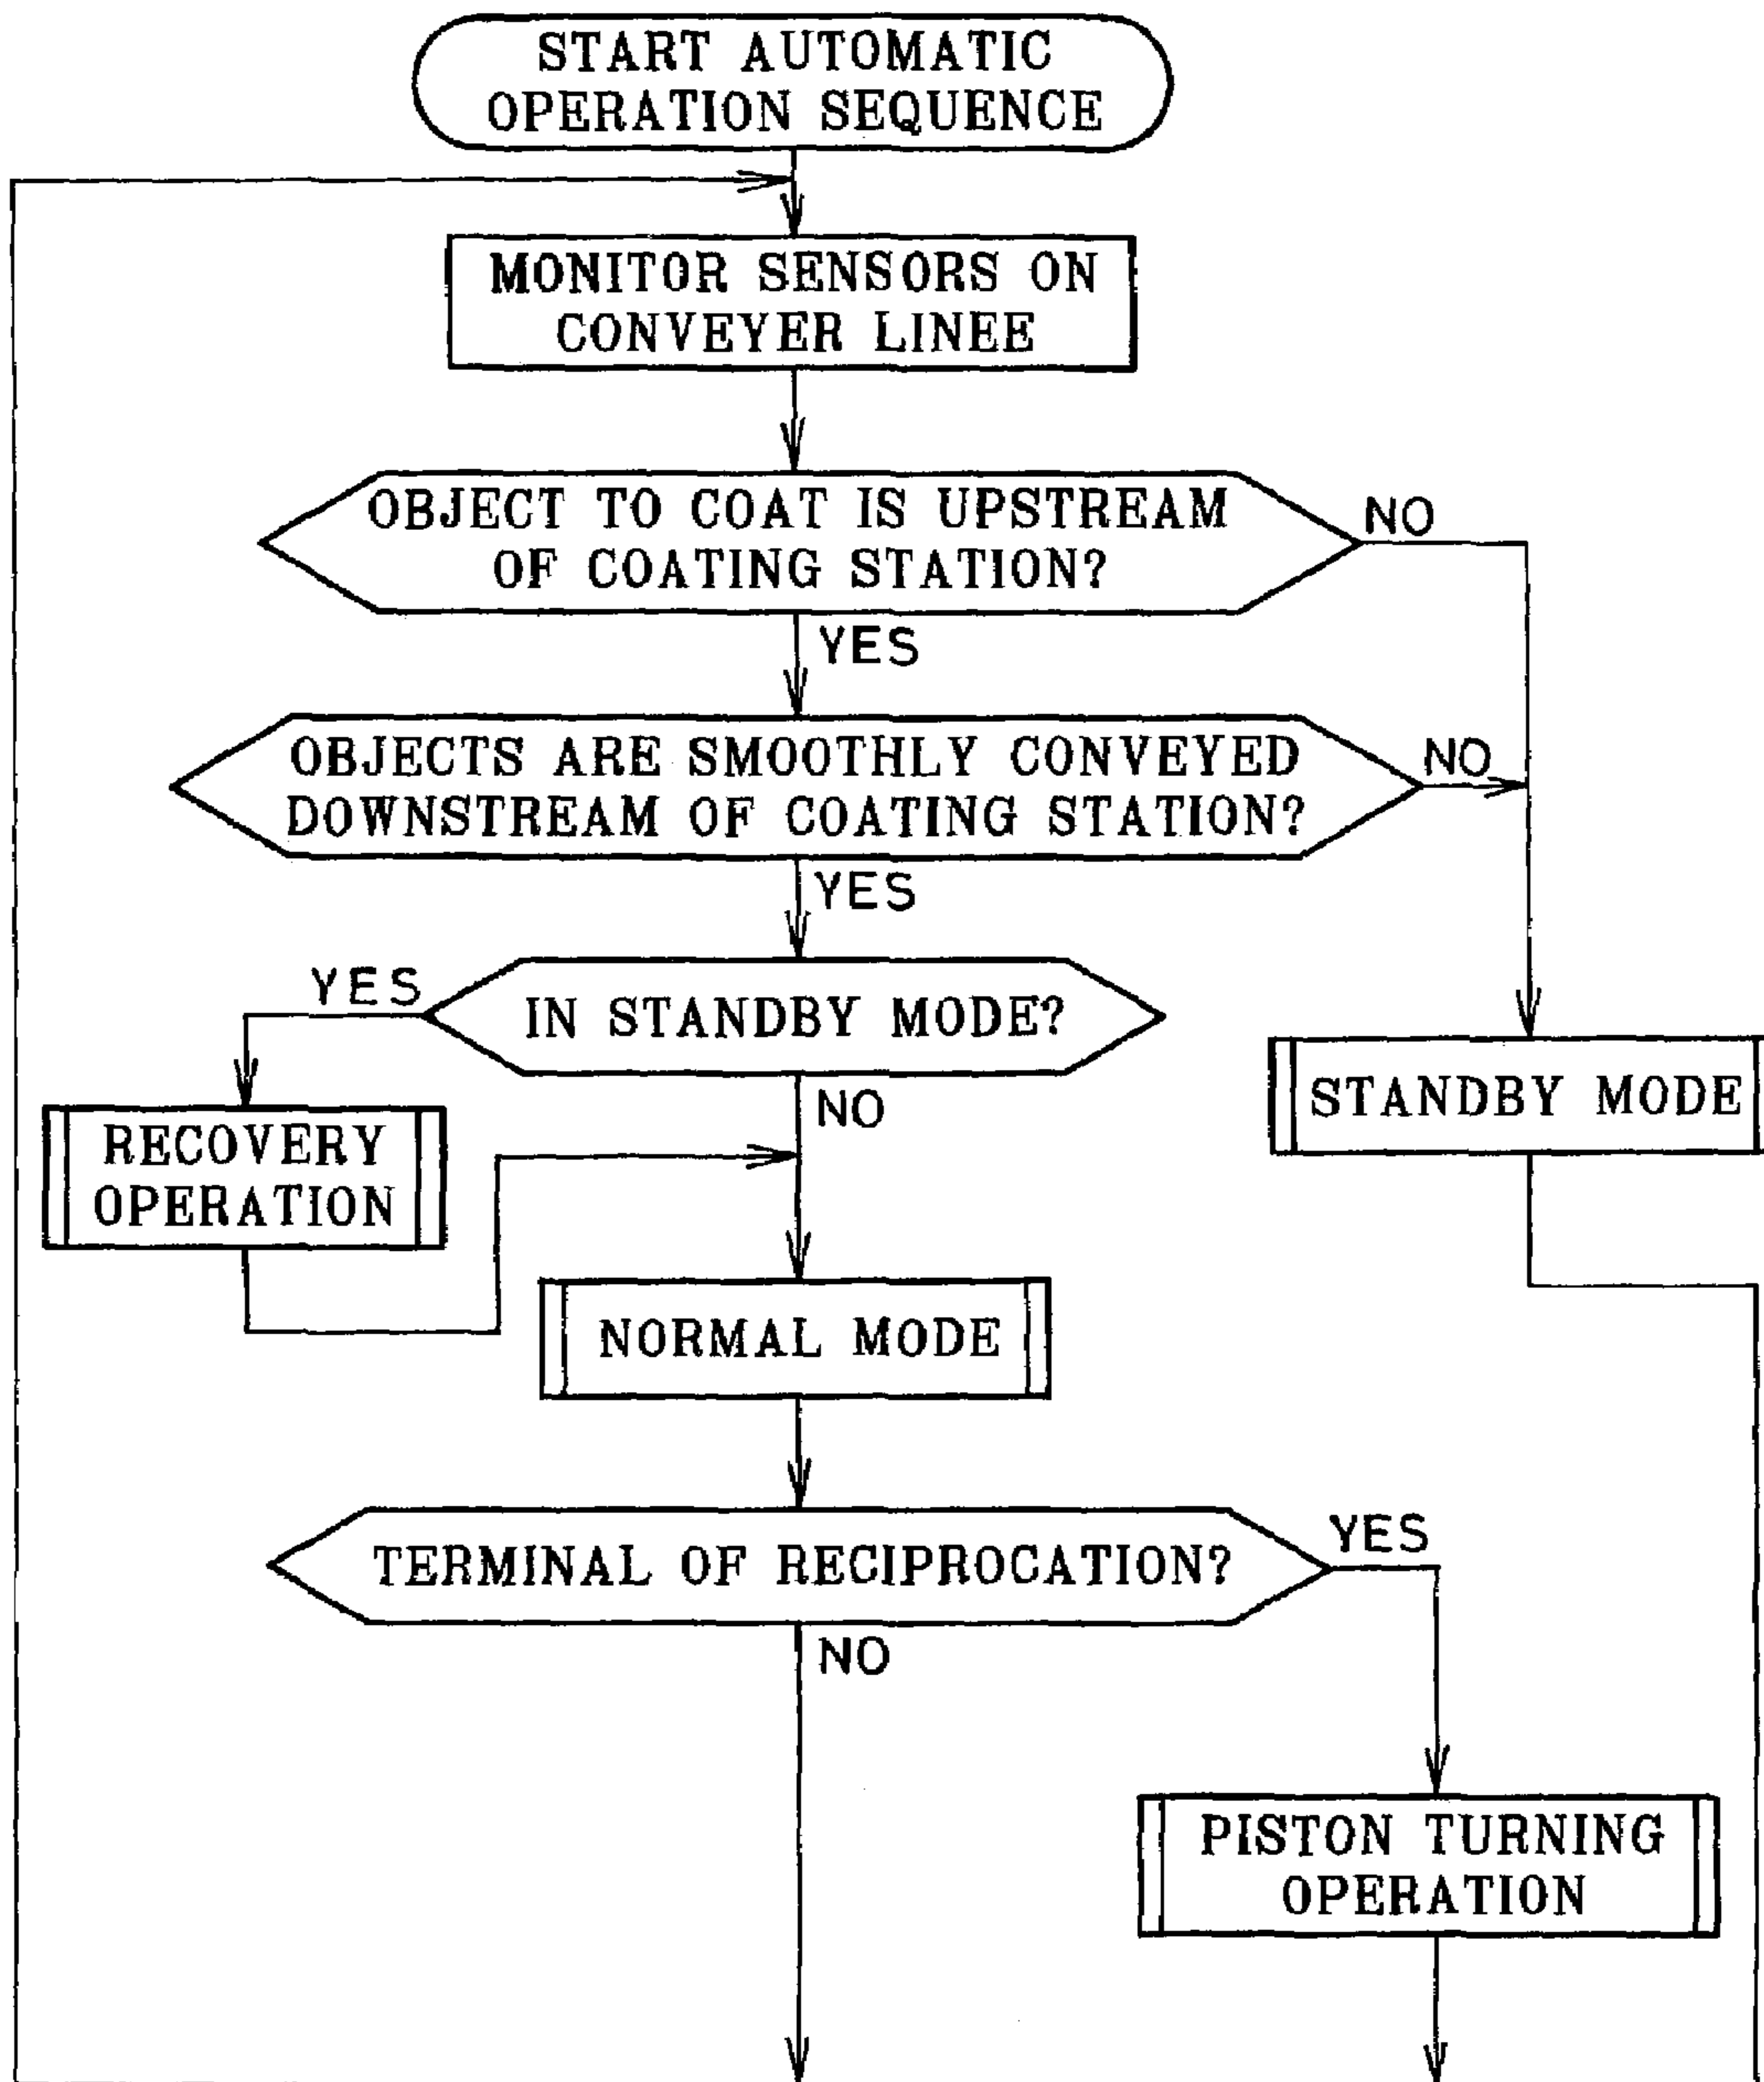 START AUTOMATIC
OPERATION SEQUENCE
MONITOR SENSORS ON
CONVEYER LINEE
OBJECT TO COAT IS UPSTREAM
OF COATING STATION?
NO
YES
OBJECTS ARE SMOOTHLY CONVEYED
DOWNSTREAM OF COATING STATION?
NO
YES
IN STANDBY MODE?
YES
NO
STANDBY MODE
RECOVERY
OPERATION
NORMAL MODE
TERMINAL OF RECIPROCATION?
YES
NO
PISTON TURNING
OPERATION